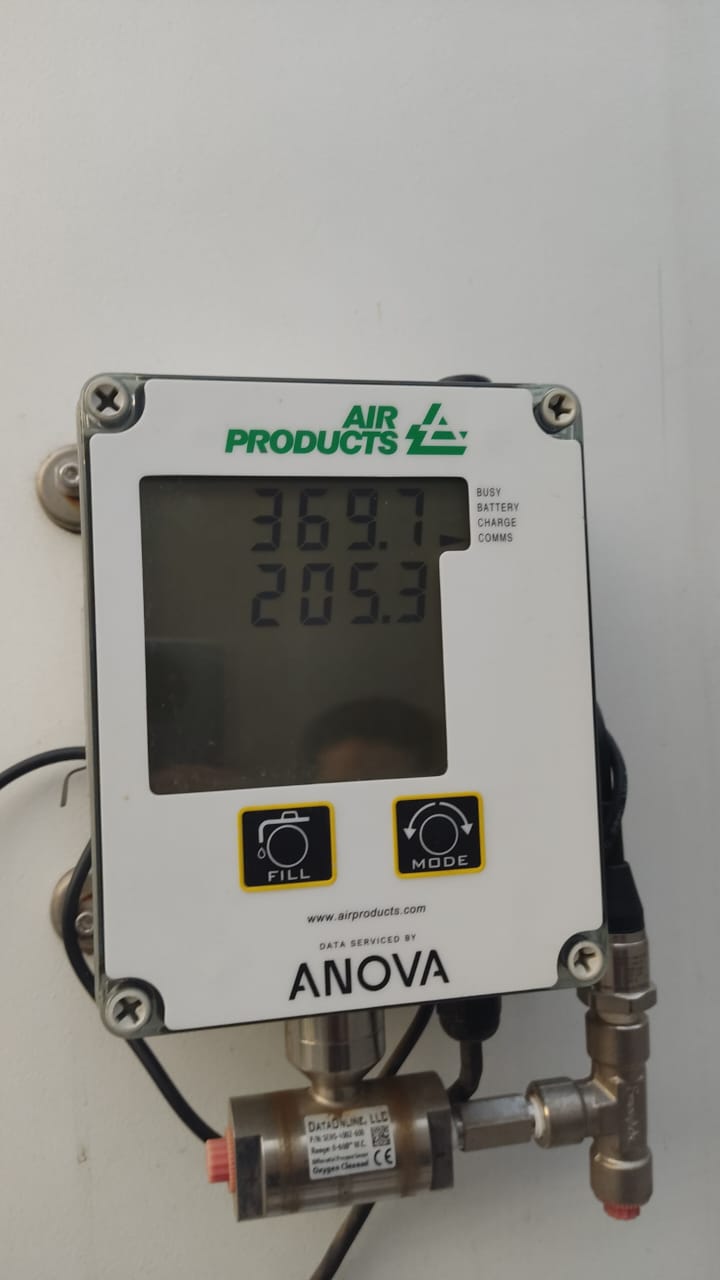 AIR
PRODUCTS
369.7
205.3
BUSY
BATTERY
CHARGE
COMMS
FILL
MODE
www.airproducts.com
DATA SERVICED BY
ANOVA
DATAONLINE, LLC
Oxygen Cleaned
CE